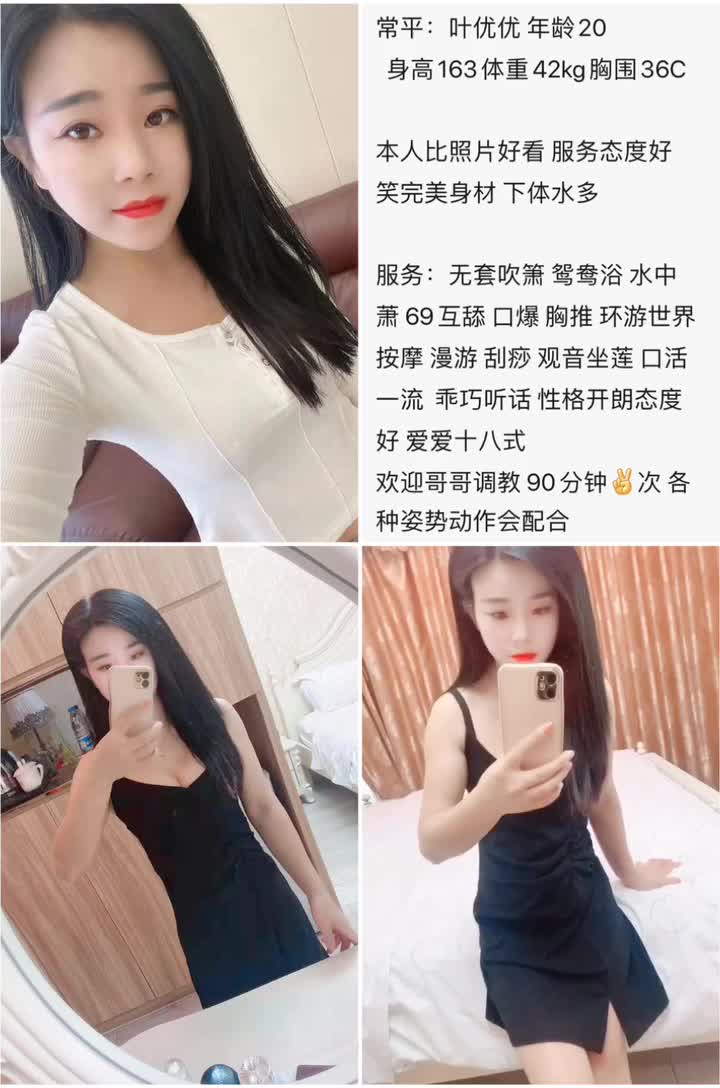 常平：叶优优 年龄20
身高163体重42kg胸围36C
本人比照片好看 服务态度好
笑完美身材 下体水多
服务：无套吹箫 鸳鸯浴 水中
萧 69互舔 口爆 胸推 环游世界
按摩 漫游 刮痧 观音坐莲 口活
一流 乖巧听话 性格开朗态度
好 爱爱十八式
欢迎哥哥调教 90分钟✌️次 各
种姿势动作会配合